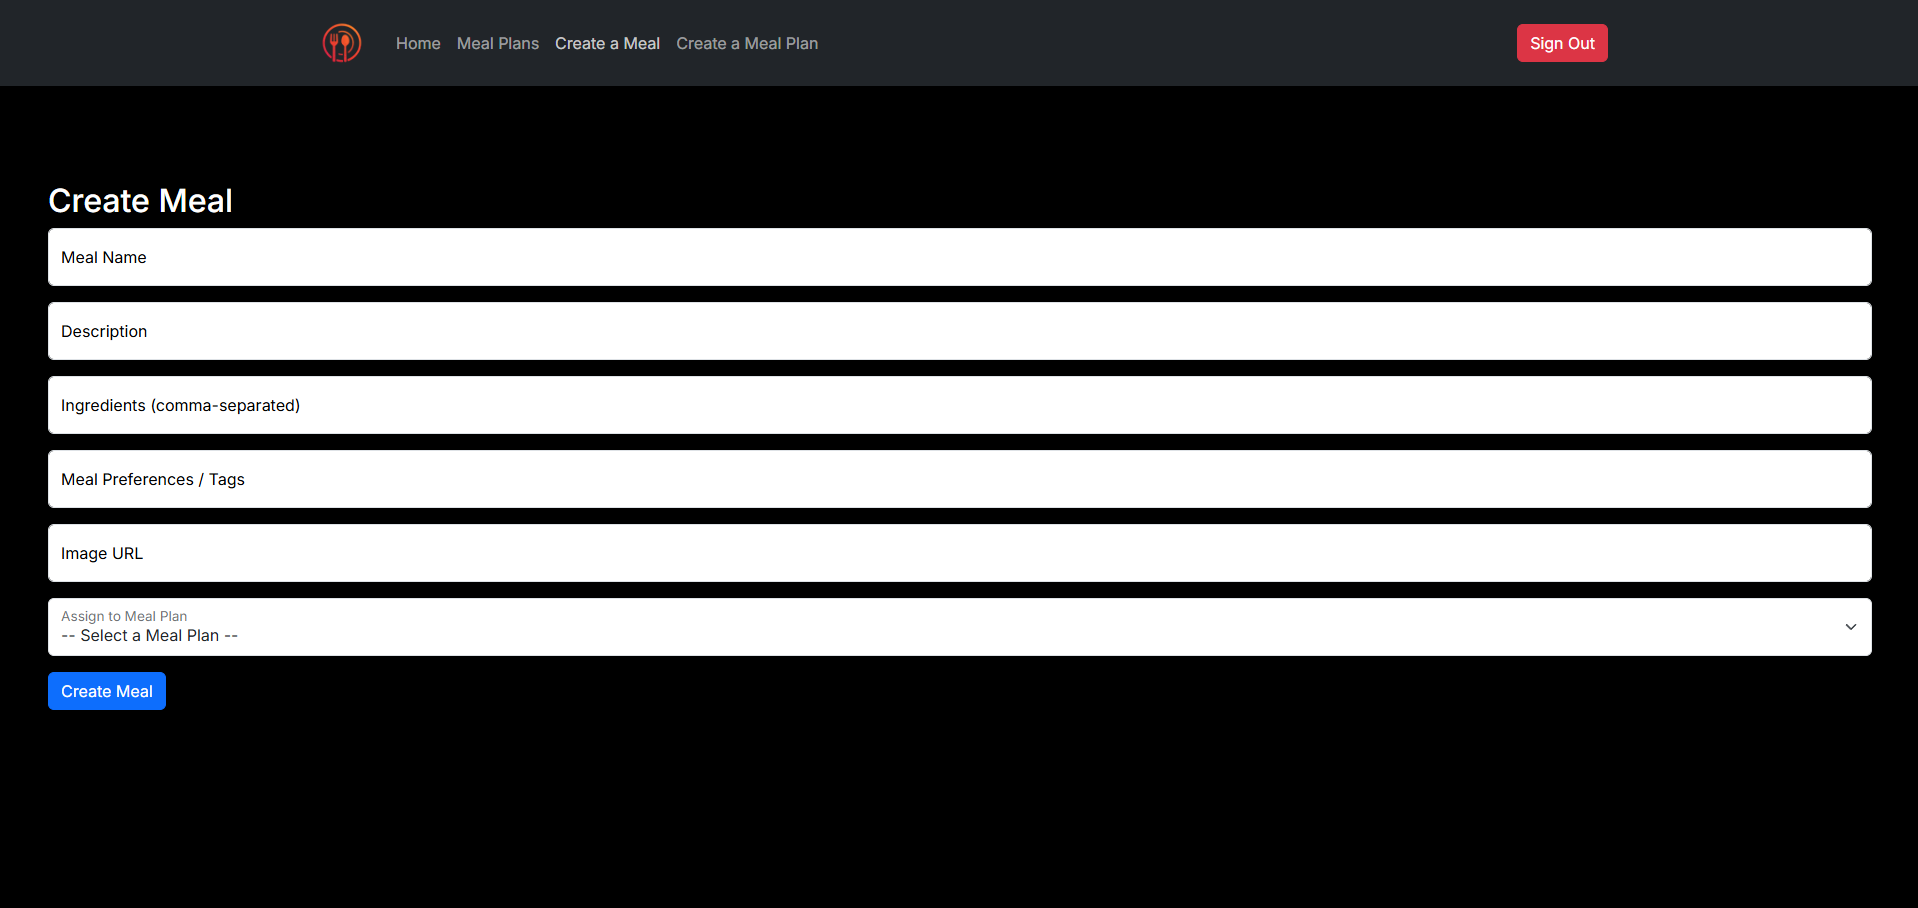 Home Meal Plans Create a Meal Create a Meal Plan Sign Out
Create Meal
Meal Name
Description
Ingredients (comma-separated)
Meal Preferences / Tags
Image URL
Assign to Meal Plan
-- Select a Meal Plan --
Create Meal